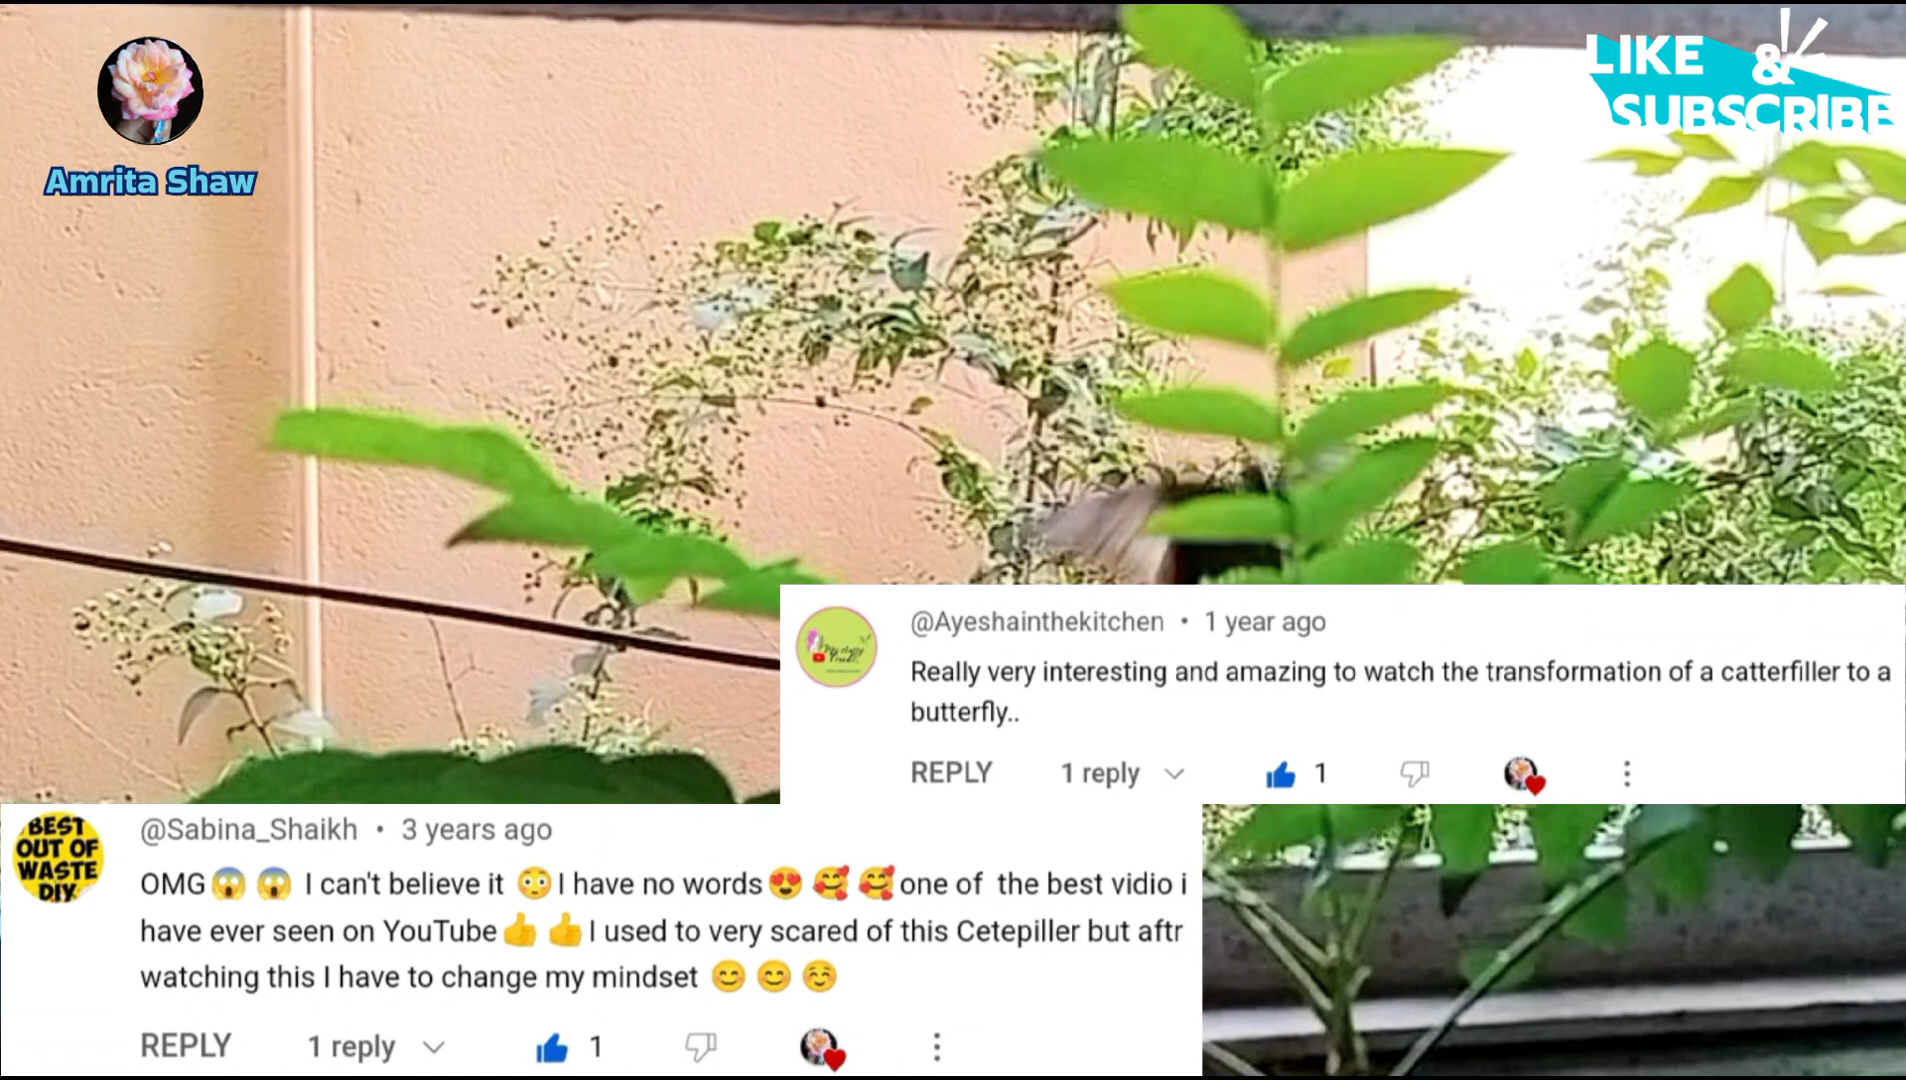 Amrita Shaw
LIKE &
SUBSCRIBE
@Ayeshainthekitchen • 1 year ago
Really very interesting and amazing to watch the transformation of a catterfiller to a
butterfly..
REPLY 1 reply 1
BEST
OUT OF
WASTE
DIY
@Sabina_Shaikh • 3 years ago
OMG😱😱 I can't believe it 😳I have no words😍🥰🥰one of the best vidio i
have ever seen on YouTube👍👍I used to very scared of this Cetepiller but aftr
watching this I have to change my mindset 😊😊☺️
REPLY 1 reply 1